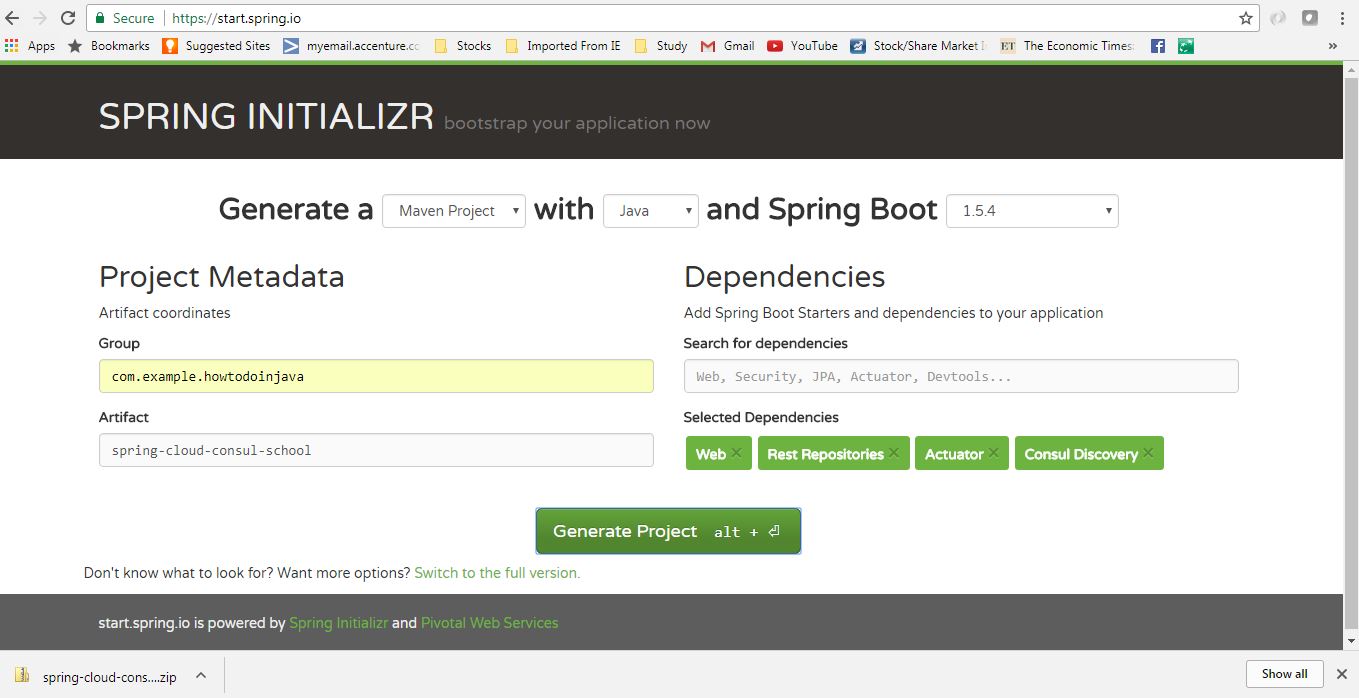 Secure https://start.spring.io
Apps Bookmarks Suggested Sites myemail.accenture.cc Stocks Imported From IE Study Gmail YouTube Stock/Share Market I ET The Economic Times: »
SPRING INITIALIZR bootstrap your application now
Generate a Maven Project with Java and Spring Boot 1.5.4
Project Metadata
Artifact coordinates
Group
com.example.howtodoinjava
Artifact
spring-cloud-consul-school
Dependencies
Add Spring Boot Starters and dependencies to your application
Search for dependencies
Web, Security, JPA, Actuator, Devtools...
Selected Dependencies
Web × Rest Repositories × Actuator × Consul Discovery ×
Generate Project alt + ⏎
Don't know what to look for? Want more options? Switch to the full version.
start.spring.io is powered by Spring Initializr and Pivotal Web Services
spring-cloud-cons....zip Show all